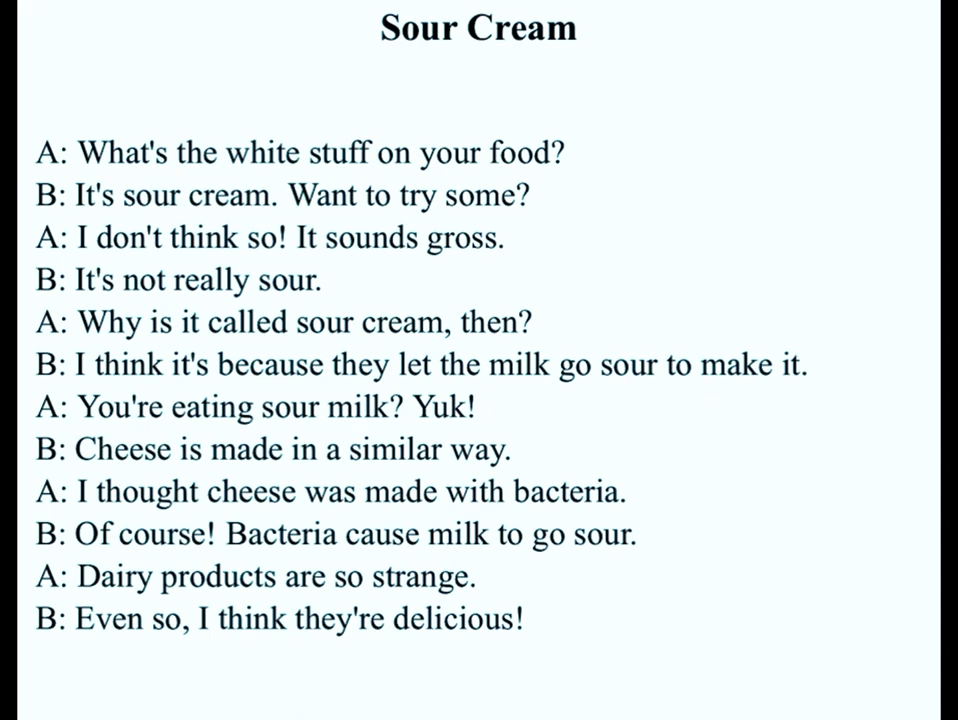 Sour Cream
A: What's the white stuff on your food?
B: It's sour cream. Want to try some?
A: I don't think so! It sounds gross.
B: It's not really sour.
A: Why is it called sour cream, then?
B: I think it's because they let the milk go sour to make it.
A: You're eating sour milk? Yuk!
B: Cheese is made in a similar way.
A: I thought cheese was made with bacteria.
B: Of course! Bacteria cause milk to go sour.
A: Dairy products are so strange.
B: Even so, I think they're delicious!